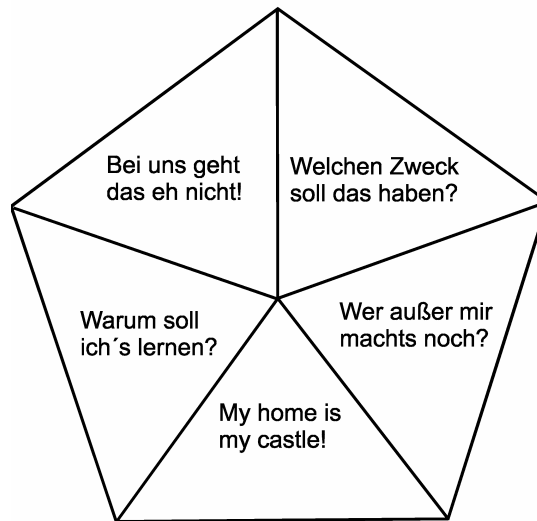 Bei uns geht
das eh nicht!
Welchen Zweck
soll das haben?
Warum soll
ich´s lernen?
Wer außer mir
machts noch?
My home is
my castle!